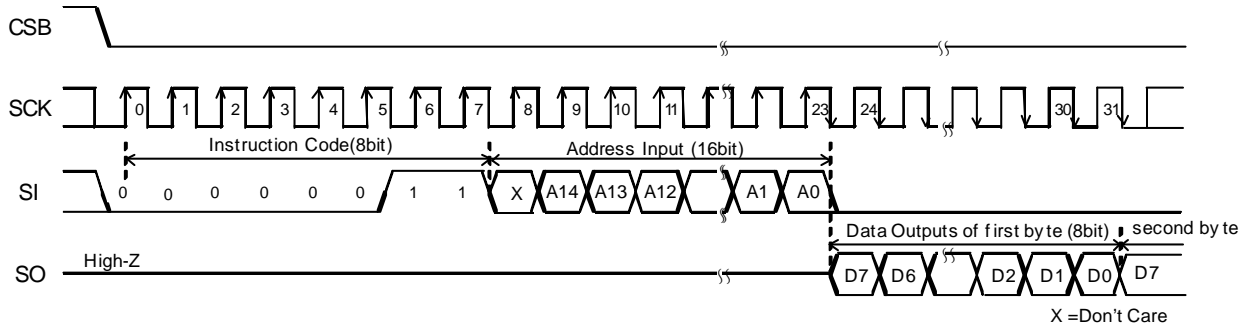 CSB
SCK 0 1 2 3 4 5 6 7 8 9 10 11 23 24 30 31
Instruction Code(8bit) Address Input (16bit)
SI 0 0 0 0 0 0 1 1 X A14 A13 A12 A1 A0
Data Outputs of first byte (8bit) second byte
High-Z
SO D7 D6 D2 D1 D0 D7
X =Don't Care